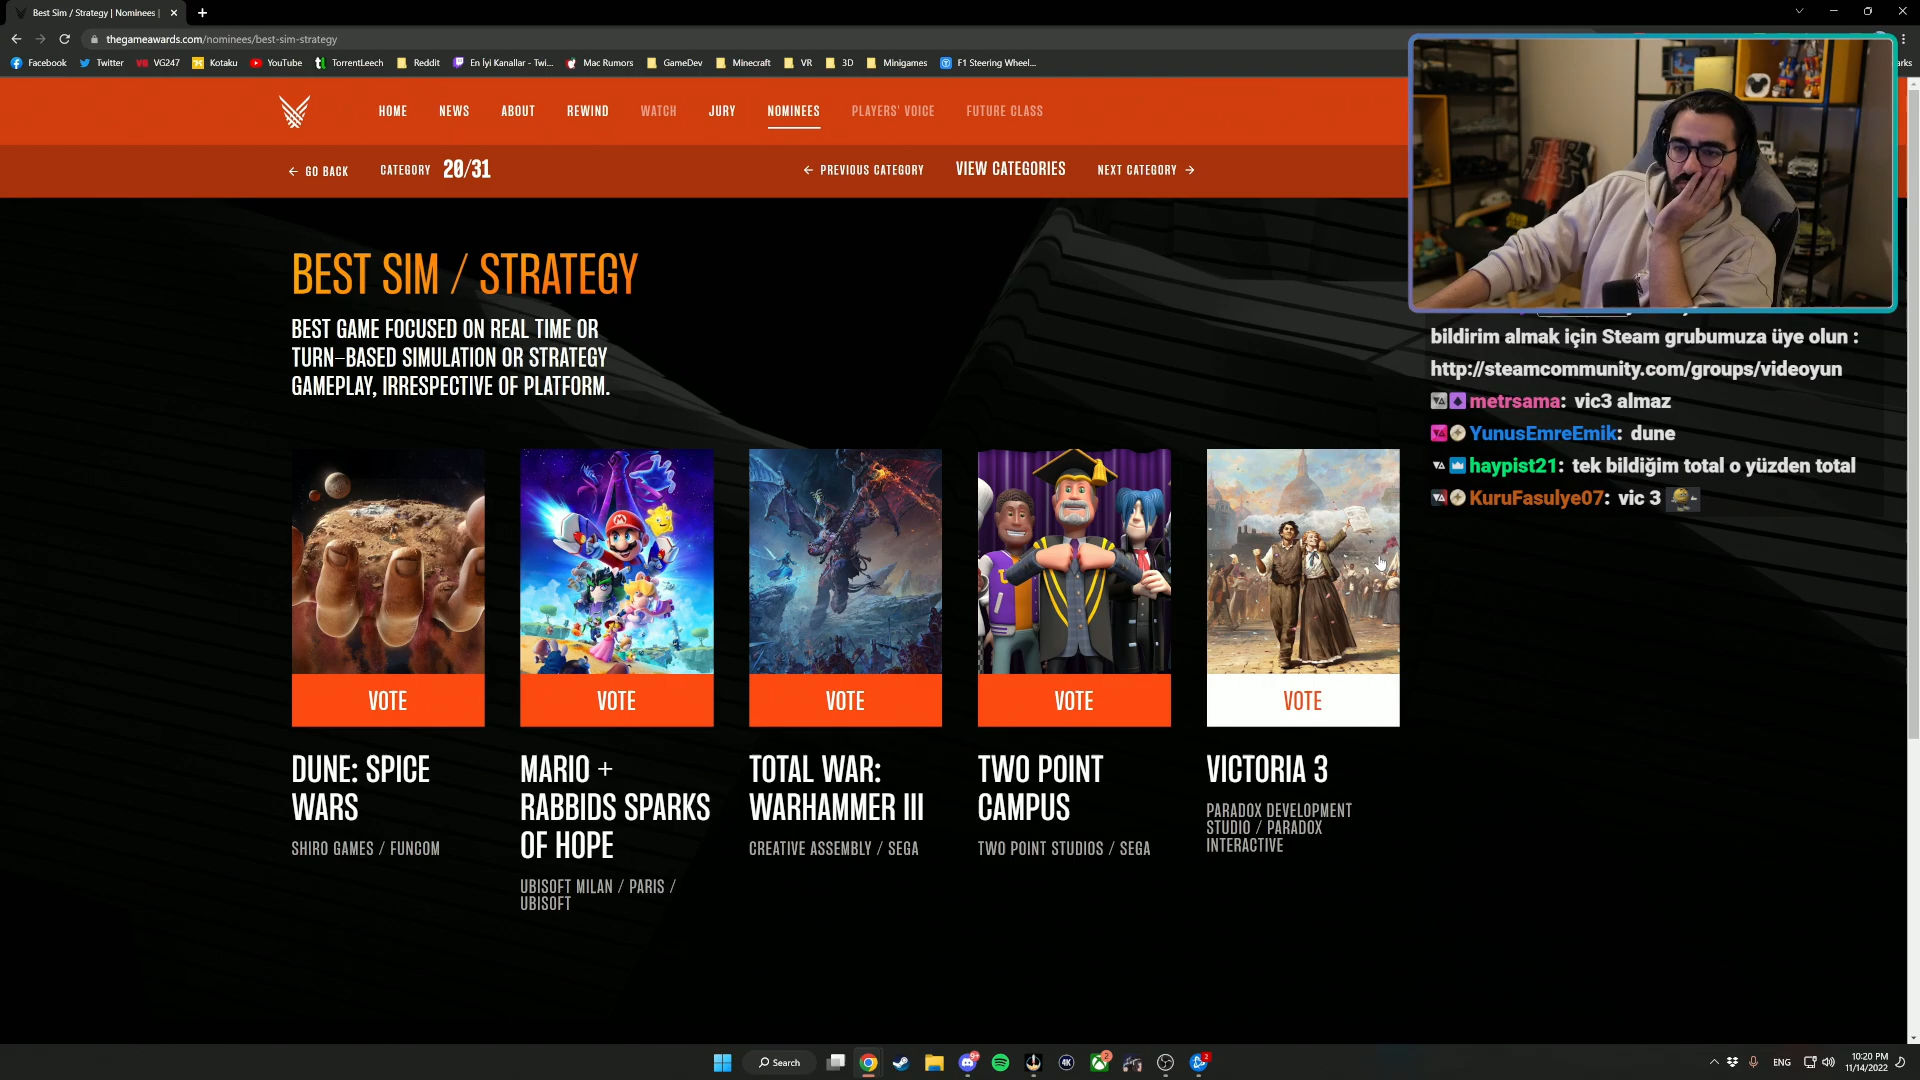 Best Sim / Strategy | Nominees |
thegameawards.com/nominees/best-sim-strategy
Facebook Twitter VG247 Kotaku YouTube TorrentLeech Reddit En İyi Kanallar - Twi... Mac Rumors GameDev Minecraft VR 3D Minigames F1 Steering Wheel...
HOME NEWS ABOUT REWIND WATCH JURY NOMINEES PLAYERS' VOICE FUTURE CLASS
← GO BACK CATEGORY 20/31 ← PREVIOUS CATEGORY VIEW CATEGORIES NEXT CATEGORY →
BEST SIM / STRATEGY
BEST GAME FOCUSED ON REAL TIME OR
TURN-BASED SIMULATION OR STRATEGY
GAMEPLAY, IRRESPECTIVE OF PLATFORM.
bildirim almak için Steam grubumuza üye olun :
http://steamcommunity.com/groups/videoyun
metrsama: vic3 almaz
YunusEmreEmik: dune
haypist21: tek bildiğim total o yüzden total
KuruFasulye07: vic 3
VOTE VOTE VOTE VOTE VOTE
DUNE: SPICE
WARS
SHIRO GAMES / FUNCOM
MARIO +
RABBIDS SPARKS
OF HOPE
UBISOFT MILAN / PARIS /
UBISOFT
TOTAL WAR:
WARHAMMER III
CREATIVE ASSEMBLY / SEGA
TWO POINT
CAMPUS
TWO POINT STUDIOS / SEGA
VICTORIA 3
PARADOX DEVELOPMENT
STUDIO / PARADOX
INTERACTIVE
Search
ENG
10:20 PM
11/14/2022